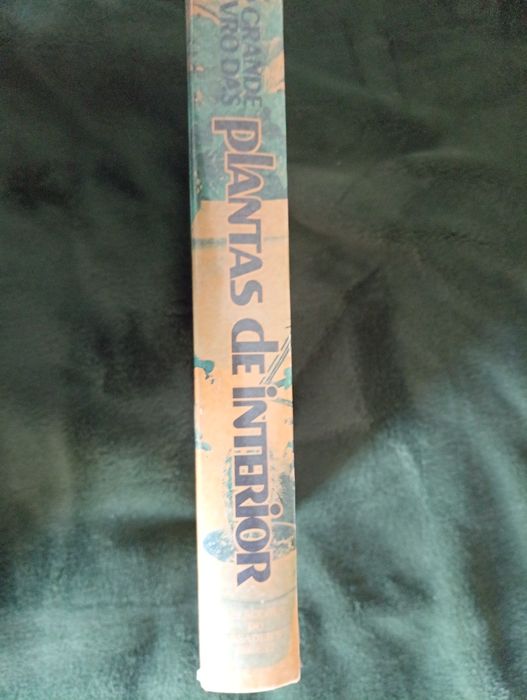 GRANDE
VRO DAS
PLANTAS de iNTERiOR